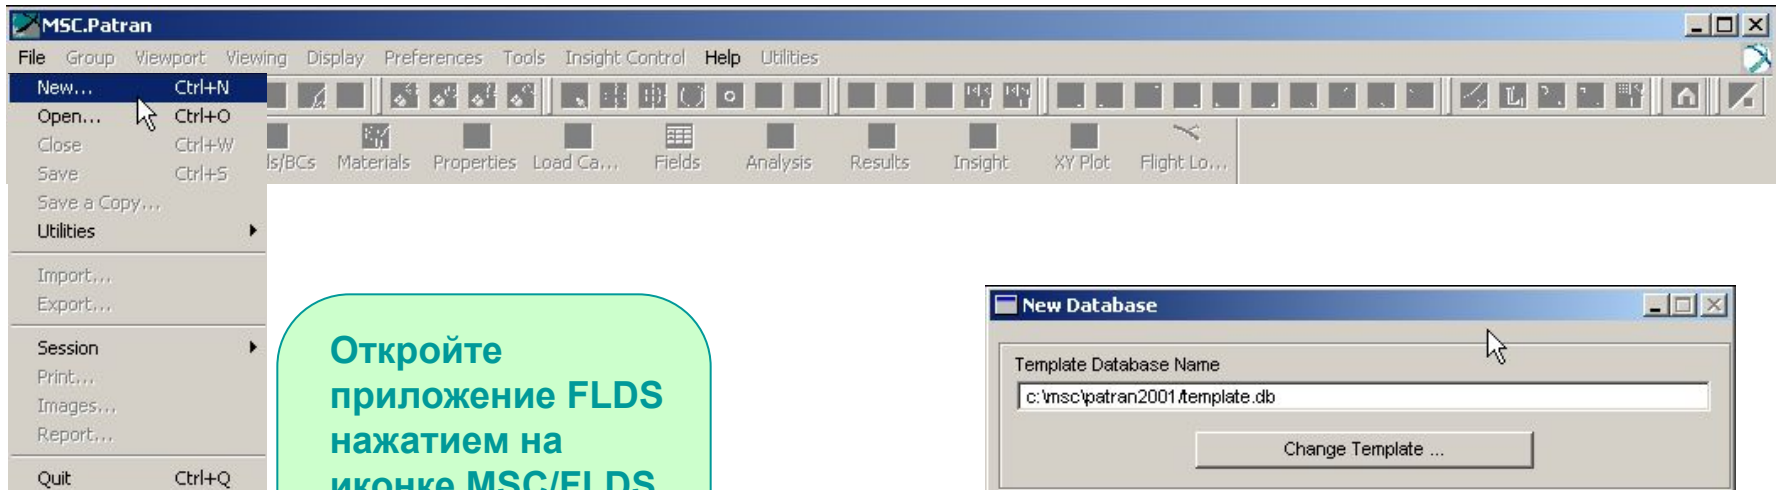 MSC.Patran
File Group Viewport Viewing Display Preferences Tools Insight Control Help Utilities
New... Ctrl+N
Open... Ctrl+O
Close Ctrl+W
Save Ctrl+S
Save a Copy...
Utilities
Import...
Export...
Session
Print...
Images...
Report...
Quit Ctrl+Q
ls/BCs Materials Properties Load Ca... Fields Analysis Results Insight XY Plot Flight Lo...
Откройте
приложение FLDS
нажатием на
иконке MSC/FLDS
New Database
Template Database Name
c:\msc\patran2001/template.db
Change Template ...